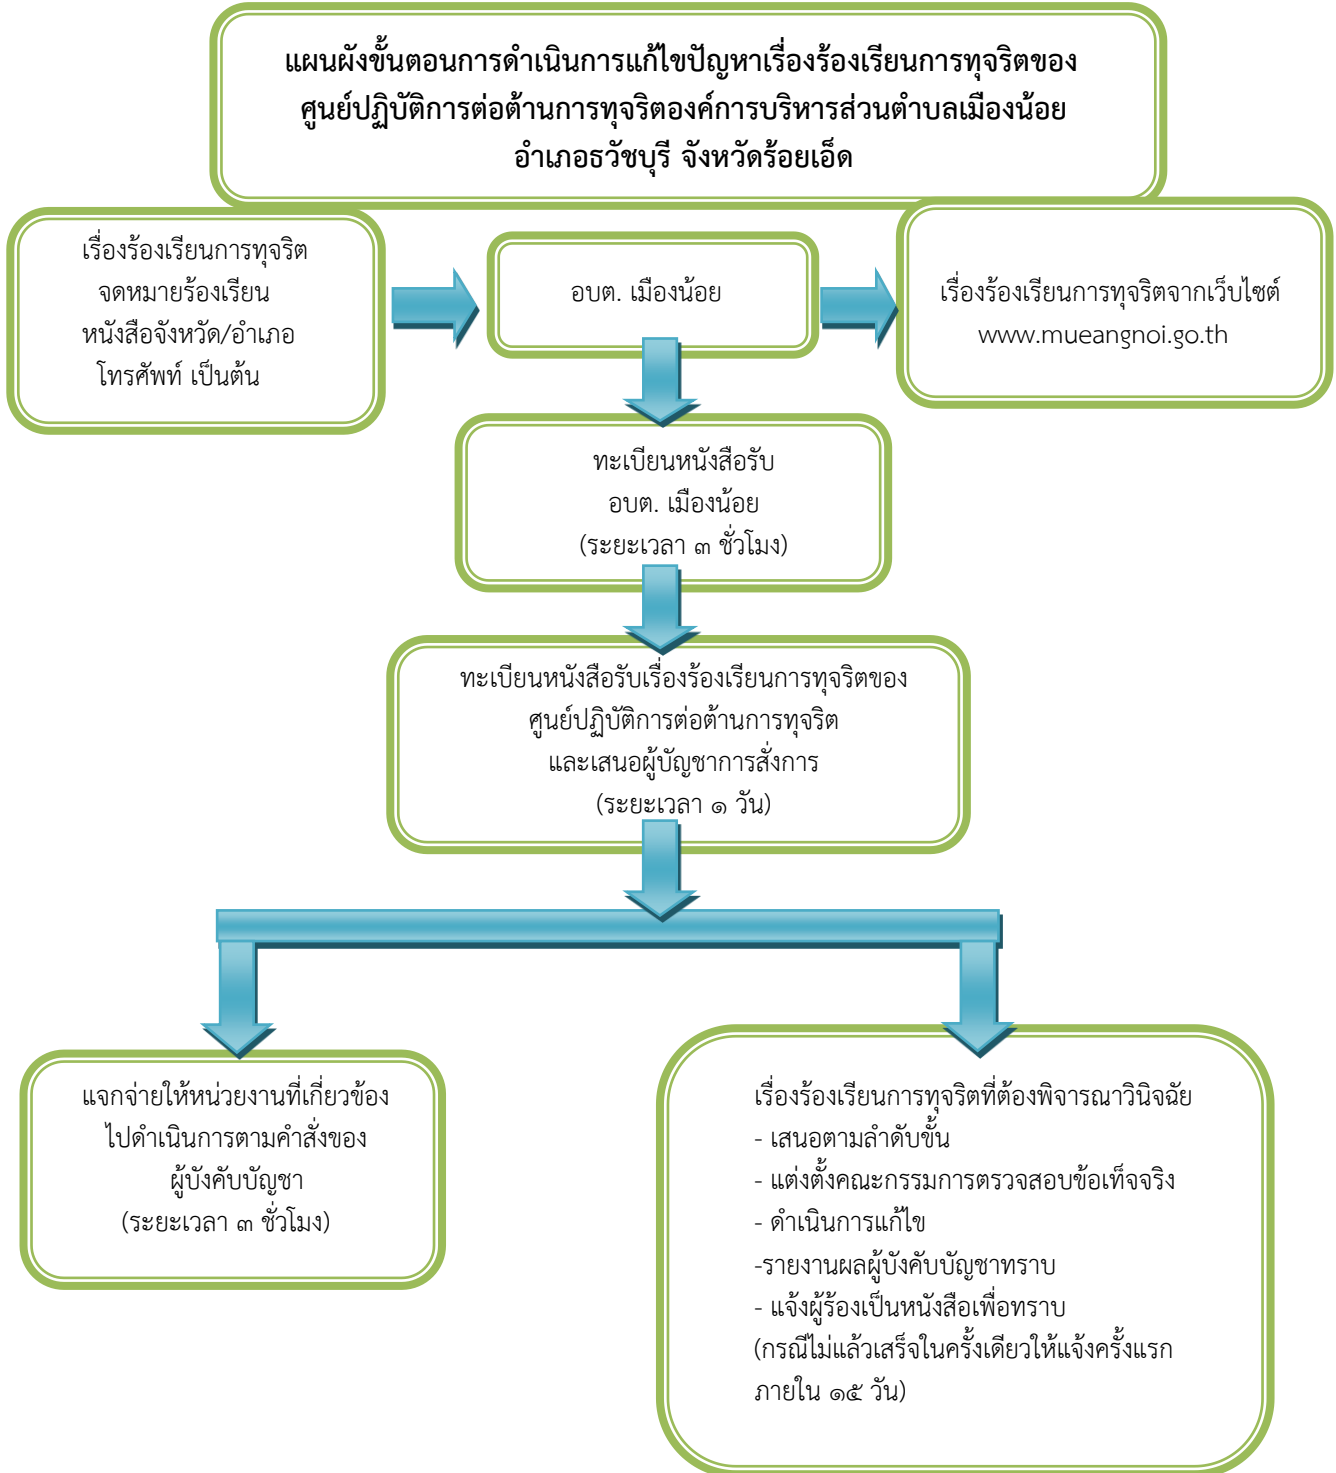 แผนผังขั้นตอนการดำเนินการแก้ไขปัญหาเรื่องร้องเรียนการทุจริตของ
ศูนย์ปฏิบัติการต่อต้านการทุจริตองค์การบริหารส่วนตำบลเมืองน้อย
อำเภอธวัชบุรี จังหวัดร้อยเอ็ด
เรื่องร้องเรียนการทุจริต
จดหมายร้องเรียน
หนังสือจังหวัด/อำเภอ
โทรศัพท์ เป็นต้น
อบต. เมืองน้อย
เรื่องร้องเรียนการทุจริตจากเว็บไซต์
www.mueangnoi.go.th
ทะเบียนหนังสือรับ
อบต. เมืองน้อย
(ระยะเวลา ๓ ชั่วโมง)
ทะเบียนหนังสือรับเรื่องร้องเรียนการทุจริตของ
ศูนย์ปฏิบัติการต่อต้านการทุจริต
และเสนอผู้บัญชาการสั่งการ
(ระยะเวลา ๑ วัน)
แจกจ่ายให้หน่วยงานที่เกี่ยวข้อง
ไปดำเนินการตามคำสั่งของ
ผู้บังคับบัญชา
(ระยะเวลา ๓ ชั่วโมง)
เรื่องร้องเรียนการทุจริตที่ต้องพิจารณาวินิจฉัย
- เสนอตามลำดับขั้น
- แต่งตั้งคณะกรรมการตรวจสอบข้อเท็จจริง
- ดำเนินการแก้ไข
-รายงานผลผู้บังคับบัญชาทราบ
- แจ้งผู้ร้องเป็นหนังสือเพื่อทราบ
(กรณีไม่แล้วเสร็จในครั้งเดียวให้แจ้งครั้งแรก
ภายใน ๑๕ วัน)